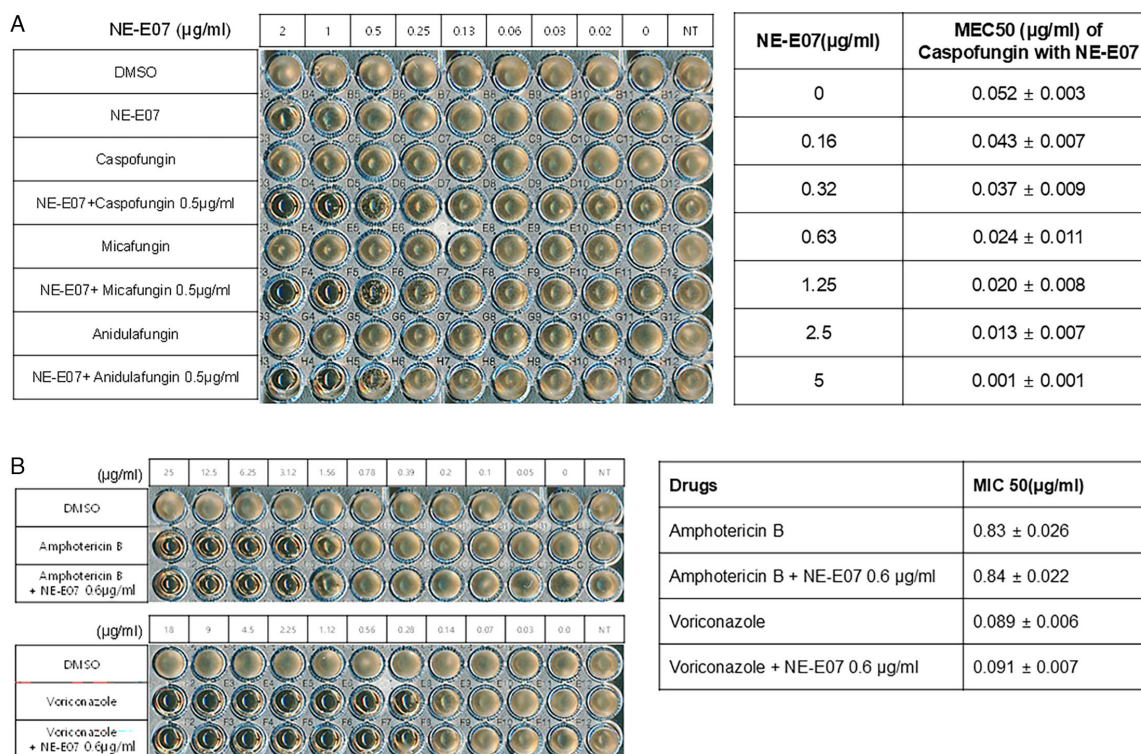 A
NE-E07 (µg/ml)
2 1 0.5 0.25 0.13 0.06 0.03 0.02 0 NT
DMSO
NE-E07
Caspofungin
NE-E07+Caspofungin 0.5µg/ml
Micafungin
NE-E07+ Micafungin 0.5µg/ml
Anidulafungin
NE-E07+ Anidulafungin 0.5µg/ml
NE-E07(µg/ml) MEC50 (µg/ml) of
Caspofungin with NE-E07
0 0.052 ± 0.003
0.16 0.043 ± 0.007
0.32 0.037 ± 0.009
0.63 0.024 ± 0.011
1.25 0.020 ± 0.008
2.5 0.013 ± 0.007
5 0.001 ± 0.001
B
(µg/ml)
25 12.5 6.25 3.12 1.56 0.78 0.39 0.2 0.1 0.05 0 NT
DMSO
Amphotericin B
Amphotericin B
+ NE-E07 0.6µg/ml
(µg/ml)
18 9 4.5 2.25 1.12 0.56 0.28 0.14 0.07 0.03 0.0 NT
DMSO
Voriconazole
Voriconazole
+ NE-E07 0.6µg/ml
Drugs MIC 50(µg/ml)
Amphotericin B 0.83 ± 0.026
Amphotericin B + NE-E07 0.6 µg/ml 0.84 ± 0.022
Voriconazole 0.089 ± 0.006
Voriconazole + NE-E07 0.6 µg/ml 0.091 ± 0.007